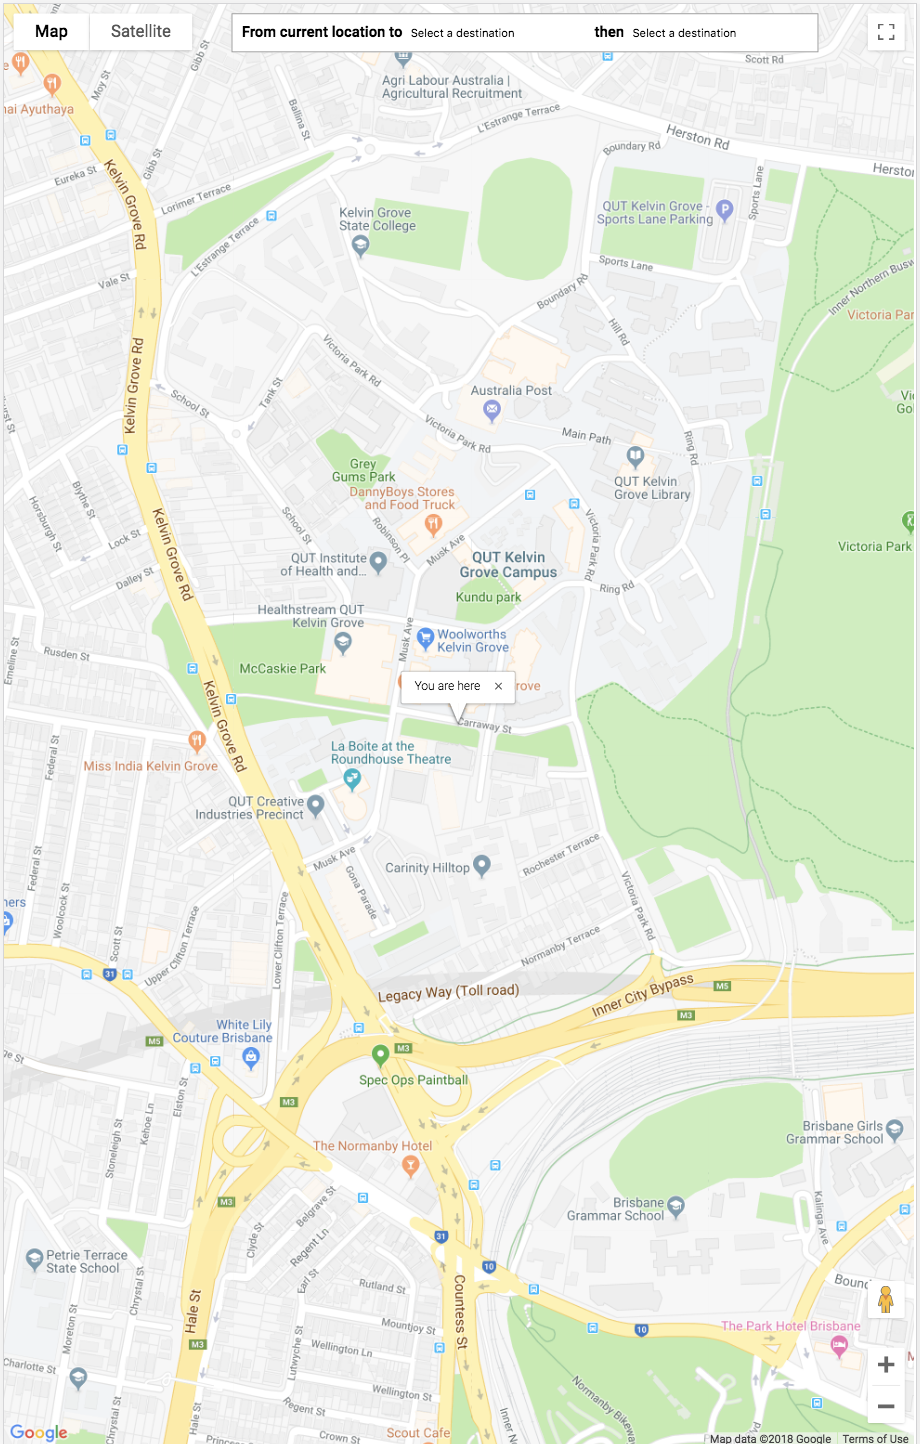 Map
Satellite
From current location to
Select a destination
then
Select a destination
Scott Rd
Gibb St
Moy St
Agri Labour Australia |
Agricultural Recruitment
Ayuthaya
Ballina St
L'Estrange Terrace
Herston Rd
Herston
Boundary Rd
Gibb St
Eureka St
Kelvin Grove Rd
Lorimer Terrace
Sports Lane
Kelvin Grove
State College
QUT Kelvin Grove -
Sports Lane Parking
L'Estrange Terrace
Sports Lane
Vale St
Boundary Rd
Inner Northern Busw
Victoria Par
Hill Rd
Kelvin Grove Rd
Victoria Park Rd
School St
Tank St
Australia Post
Victoria Park Rd
Main Path
Ring Rd
Grey
Gums Park
QUT Kelvin
Grove Library
DannyBoys Stores
and Food Truck
Blythe St
Horsburgh St
School St
Robinson Pl
Victoria Park Rd
Lock St
Kelvin Grove Rd
Musk Ave
Victoria Park
QUT Institute
of Health and...
QUT Kelvin
Grove Campus
Dalley St
Ring Rd
Kundu park
Healthstream QUT
Kelvin Grove
Musk Ave
Woolworths
Kelvin Grove
Emeline St
Rusden St
McCaskie Park
You are here
rove
Kelvin Grove Rd
Carraway St
Federal St
Miss India Kelvin Grove
La Boite at the
Roundhouse Theatre
QUT Creative
Industries Precinct
Musk Ave
Rochester Terrace
Carinity Hilltop
Federal St
Woolcock St
Gona Parade
Victoria Park Rd
ners
Scott St
Upper Clifton Terrace
Lower Clifton Terrace
Normanby Terrace
31
Legacy Way (Toll road)
Inner City Bypass
M5
M3
White Lily
Couture Brisbane
M5
M3
Spec Ops Paintball
Elston St
Kehoe Ln
M3
Stoneleigh St
Brisbane Girls
Grammar School
The Normanby Hotel
M3
Belgrave St
Brisbane
Grammar School
Kalinga Ave
Clyde St
Regent Ln
31
Petrie Terrace
State School
10
Earl St
Rutland St
Boun
Chrystal St
Moreton St
Hale St
Countess St
Mountjoy St
10
The Park Hotel Brisbane
M3
Lutwyche St
Wellington Ln
Charlotte St
Wellington St
Normanby Bikeway
Regent St
Chrystal St
Hale St
Crown St
Scout Cafe
Inner No
Google
Map data ©2018 Google
Terms of Use